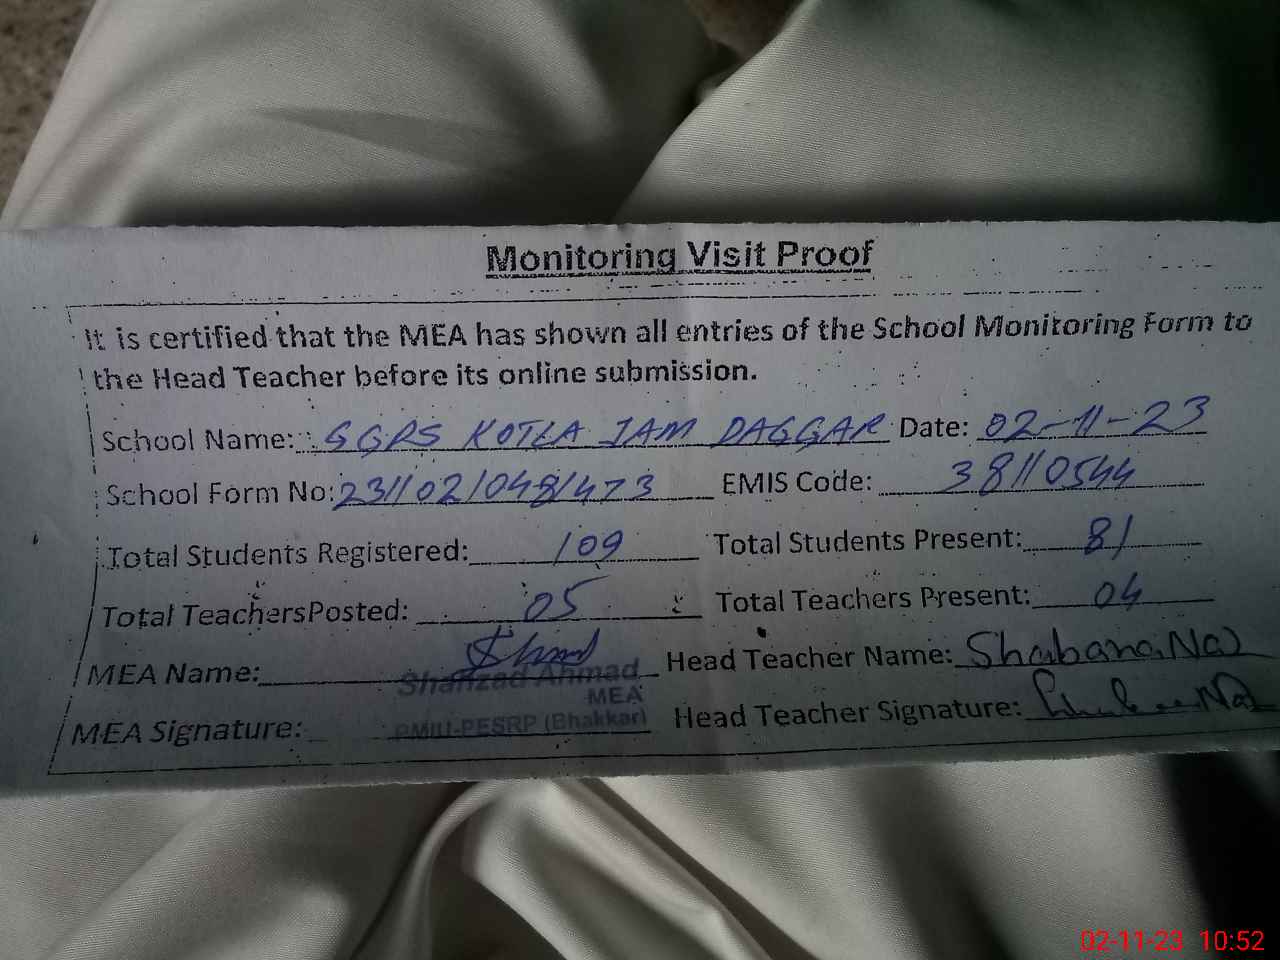 Monitoring Visit Proof
It is certified that the MEA has shown all entries of the School Monitoring Form to
the Head Teacher before its online submission.
School Name: GGPS KOTLA JAM DAGGAR Date: 02-11-23
School Form No: 231102/0481473 EMIS Code: 38110544
Total Students Registered: 109 Total Students Present: 81
Total TeachersPosted: 05 Total Teachers Present: 04
MEA Name: Head Teacher Name: Shabana Naz
Shahzad Ahmad
MEA
MEA Signature: PMIU-PESRP (Bhakkar) Head Teacher Signature:
02-11-23 10:52